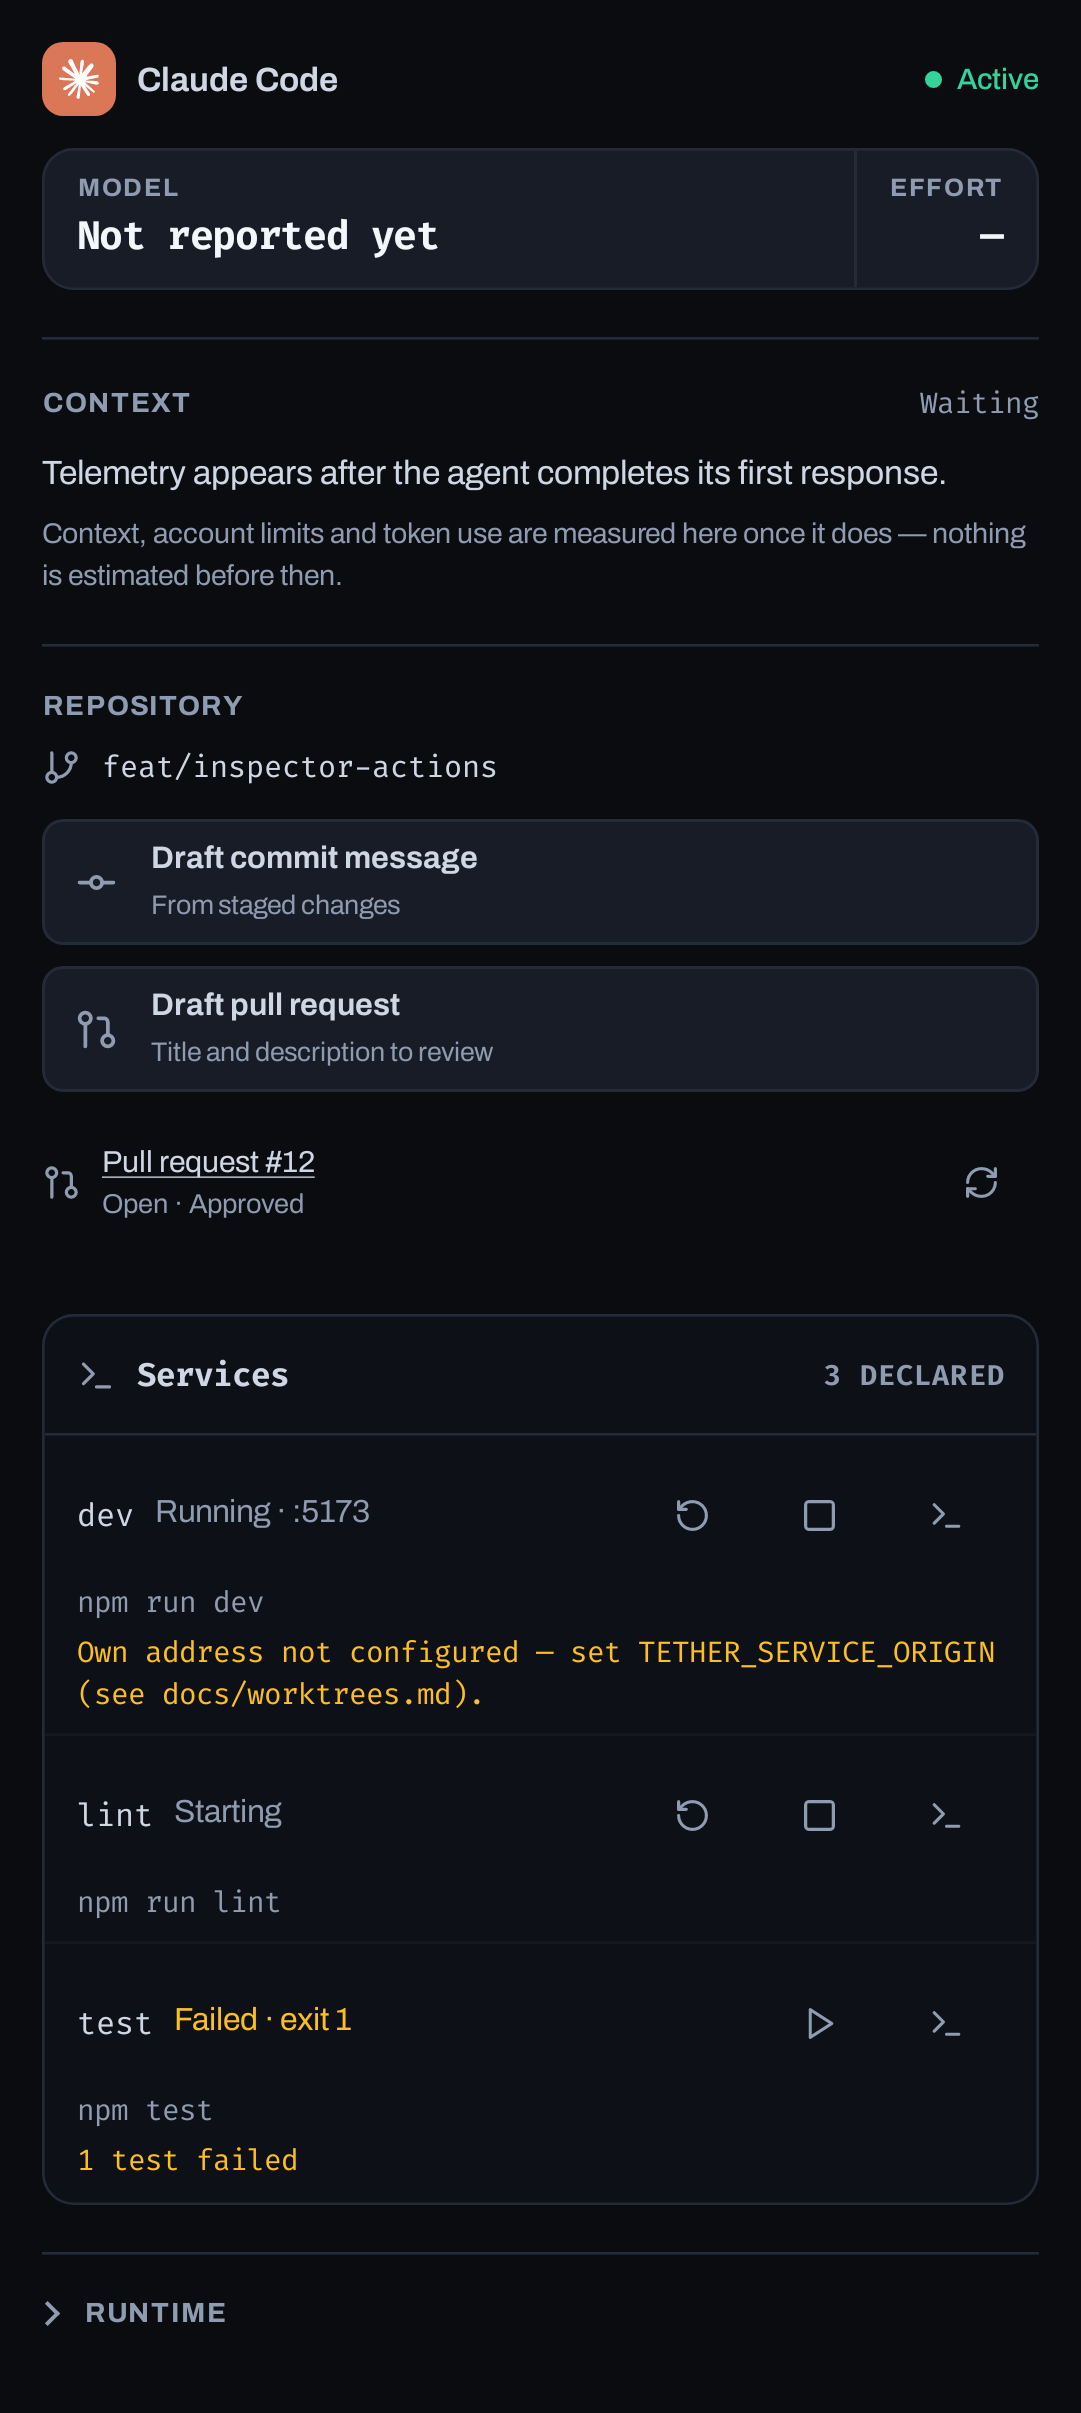 Claude Code
Active
MODEL
EFFORT
Not reported yet
—
CONTEXT
Waiting
Telemetry appears after the agent completes its first response.
Context, account limits and token use are measured here once it does — nothing
is estimated before then.
REPOSITORY
feat/inspector-actions
Draft commit message
From staged changes
Draft pull request
Title and description to review
Pull request #12
Open · Approved
Services
3 DECLARED
dev Running · :5173
npm run dev
Own address not configured — set TETHER_SERVICE_ORIGIN
(see docs/worktrees.md).
lint Starting
npm run lint
test Failed · exit 1
npm test
1 test failed
RUNTIME